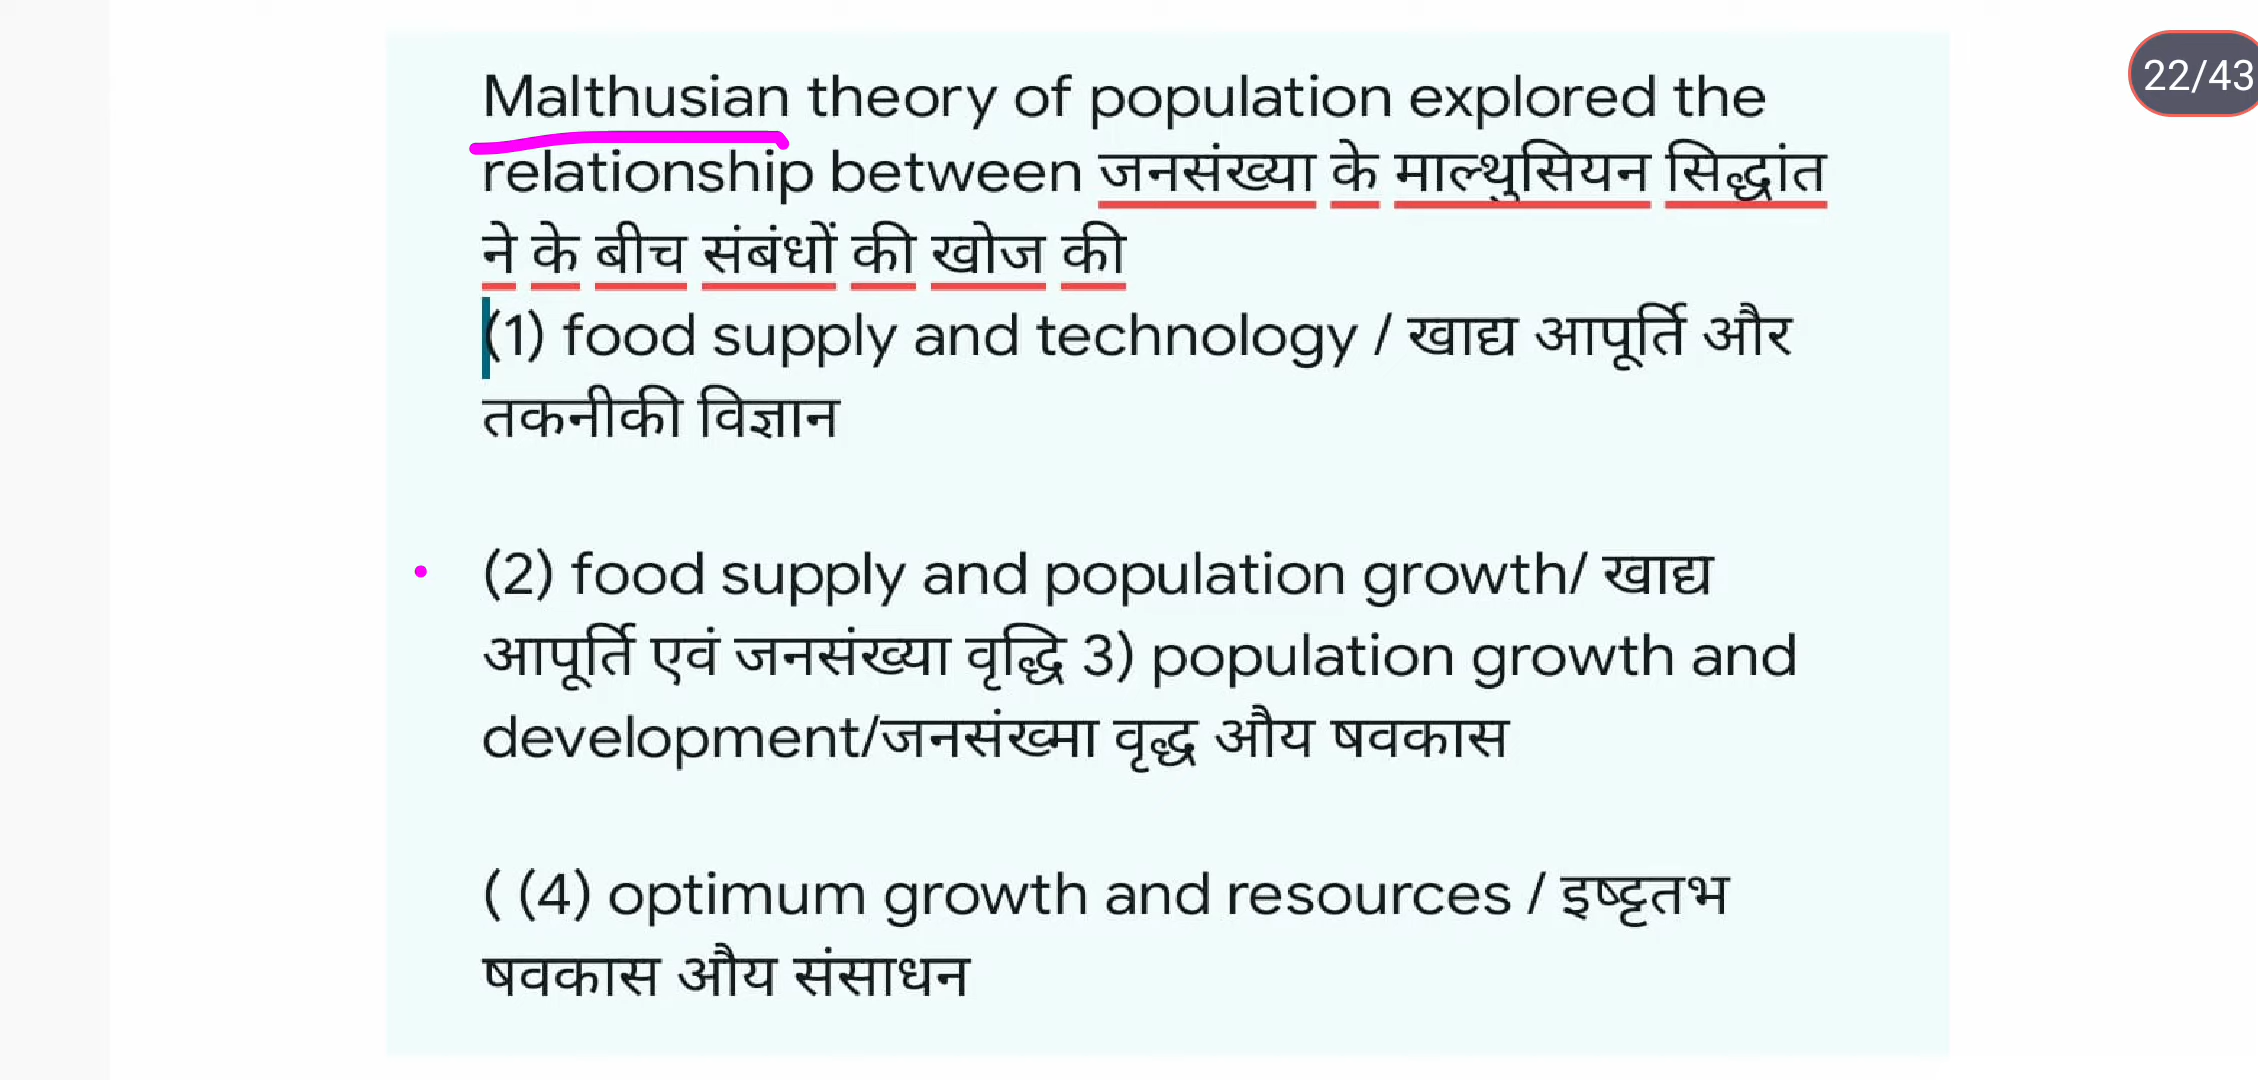 22/43
Malthusian theory of population explored the
relationship between जनसंख्या के माल्थुसियन सिद्धांत
ने के बीच संबंधों की खोज की
(1) food supply and technology / खाद्य आपूर्ति और
तकनीकी विज्ञान
(2) food supply and population growth/ खाद्य
आपूर्ति एवं जनसंख्या वृद्धि 3) population growth and
development/जनसंख्मा वृद्ध औय षवकास
( (4) optimum growth and resources / इष्ट्टतभ
षवकास औय संसाधन